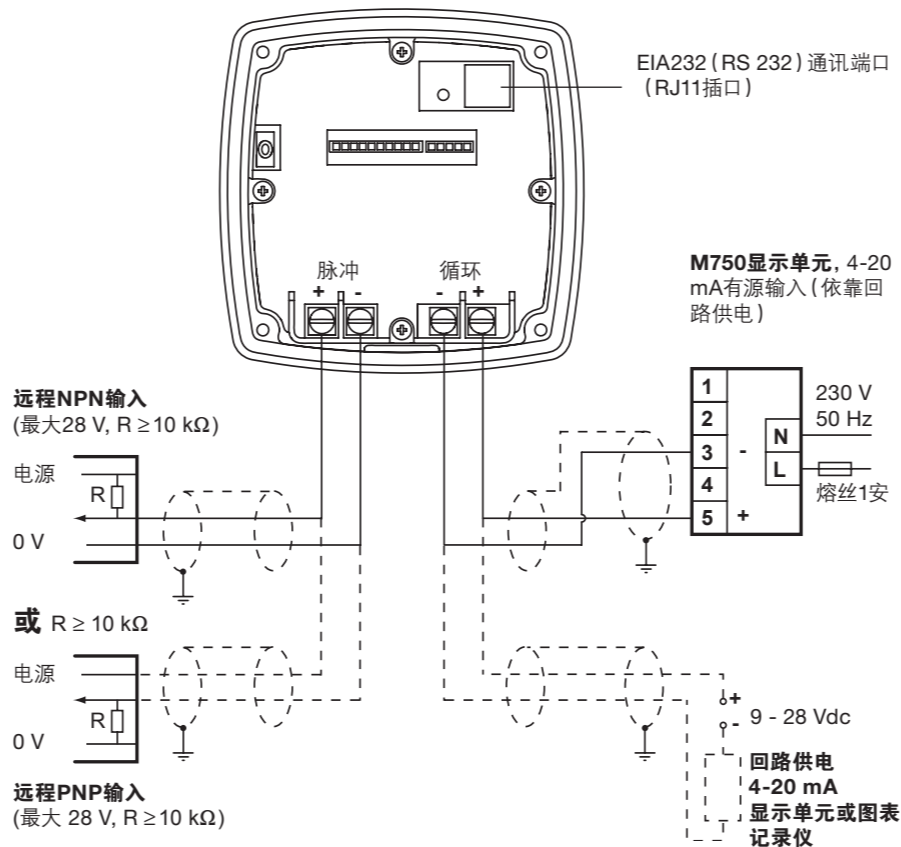 EIA232 ( RS 232 ) 通讯端口
( RJ11插口 )
脉冲
循环
+ -
- +
M750显示单元, 4-20
mA有源输入 ( 依靠回
路供电 )
远程NPN输入
(最大28 V, R ≥ 10 kΩ )
电源
R
0 V
1
2
3 -
4
5 +
N
L
230 V
50 Hz
熔丝1安
或 R ≥ 10 kΩ
电源
R
0 V
远程PNP输入
(最大 28 V, R ≥ 10 kΩ )
+
-
9 - 28 Vdc
回路供电
4-20 mA
显示单元或图表
记录仪